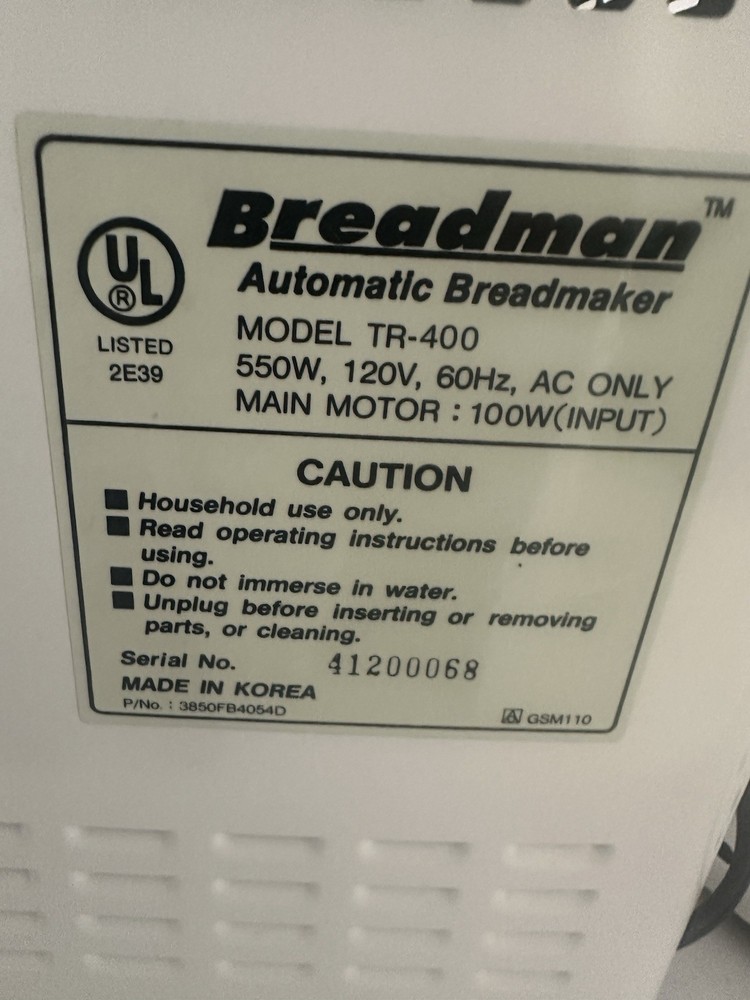 UL
®
LISTED
2E39
Breadman™
Automatic Breadmaker
MODEL TR-400
550W, 120V, 60Hz, AC ONLY
MAIN MOTOR : 100W(INPUT)
CAUTION
■ Household use only.
■ Read operating instructions before
using.
■ Do not immerse in water.
■ Unplug before inserting or removing
parts, or cleaning.
Serial No. 41200068
MADE IN KOREA
P/No. : 3850FB4054D
A GSM110